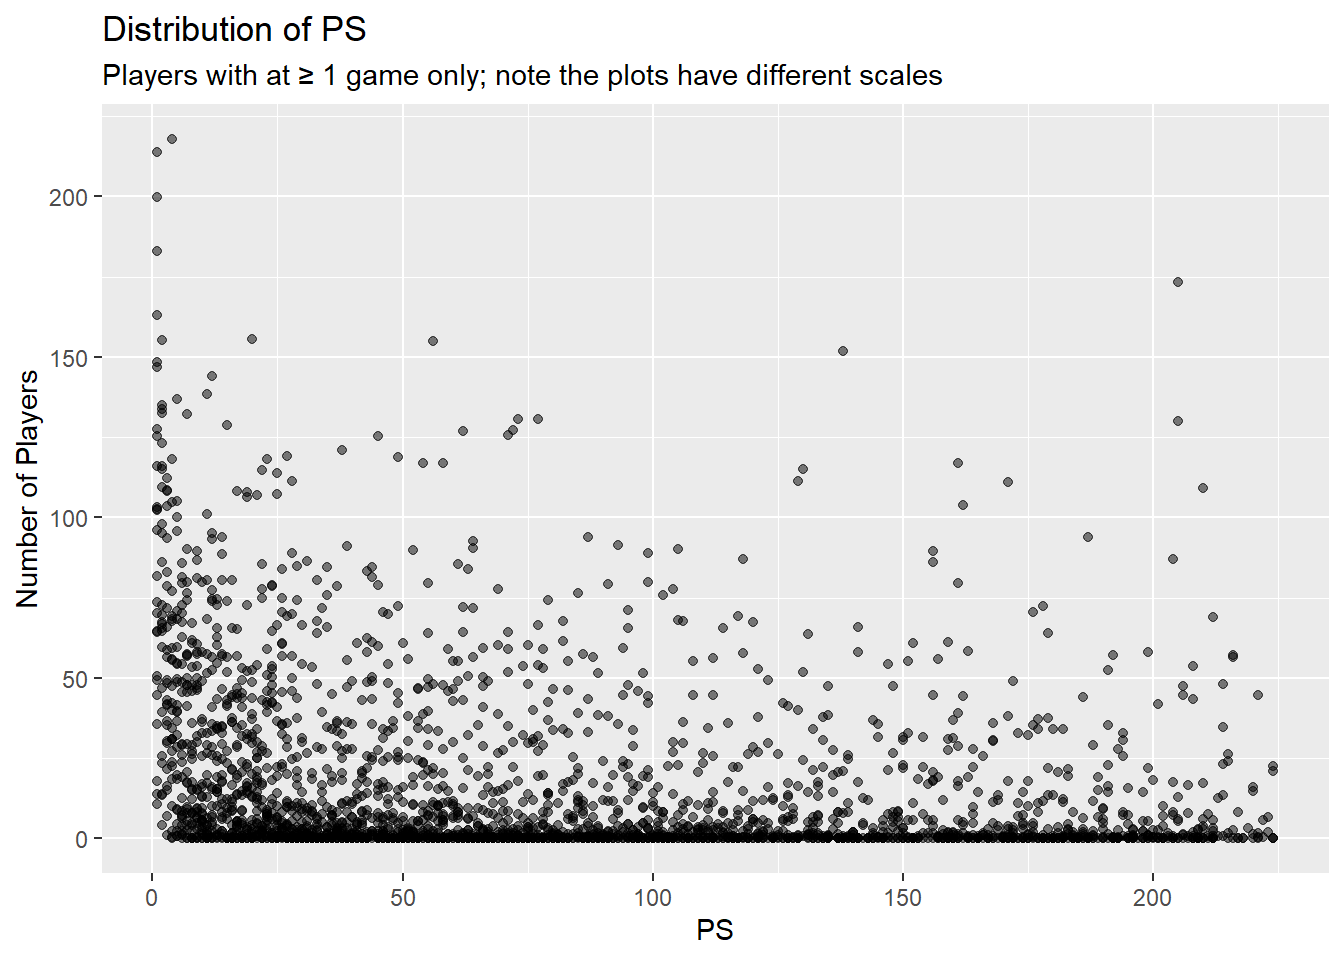 Distribution of PS
Players with at ≥ 1 game only; note the plots have different scales
Number of Players
200
150
100
50
0
0
50
100
150
200
PS